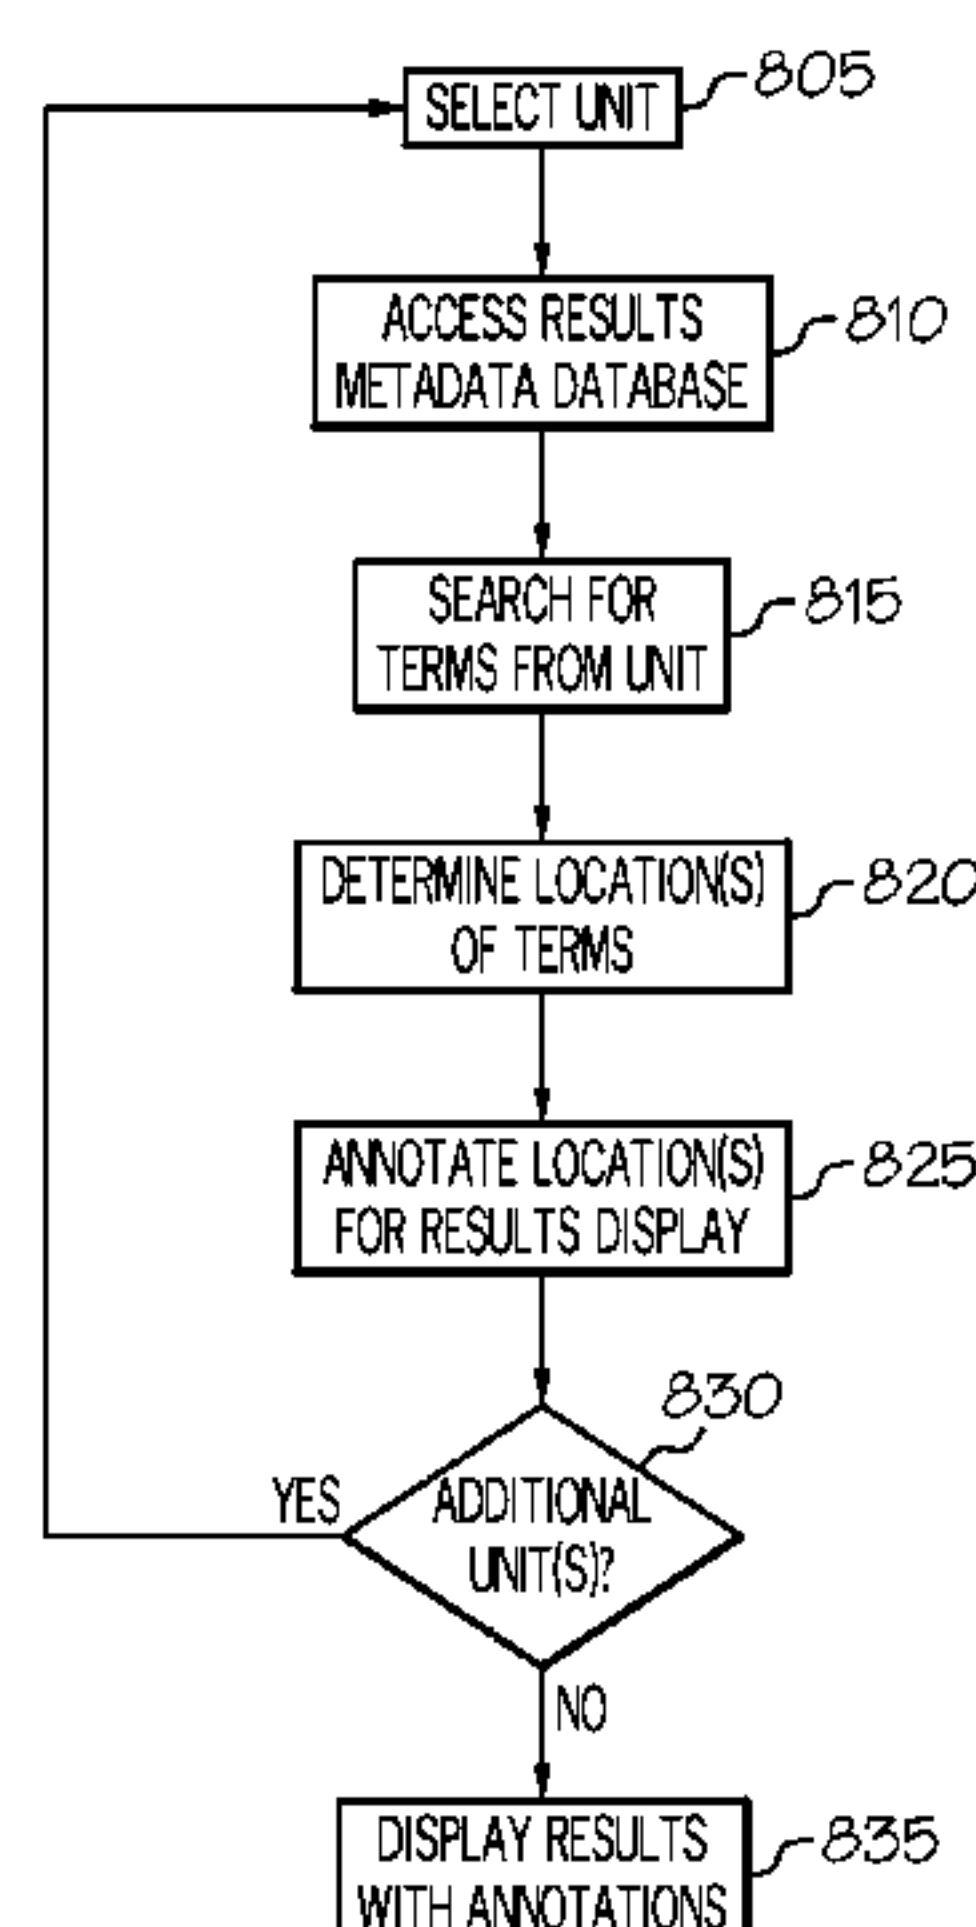 SELECT UNIT
805
ACCESS RESULTS
METADATA DATABASE
810
SEARCH FOR
TERMS FROM UNIT
815
DETERMINE LOCATION(S)
OF TERMS
820
ANNOTATE LOCATION(S)
FOR RESULTS DISPLAY
825
830
YES
ADDITIONAL
UNIT(S)?
NO
DISPLAY RESULTS
WITH ANNOTATIONS
835